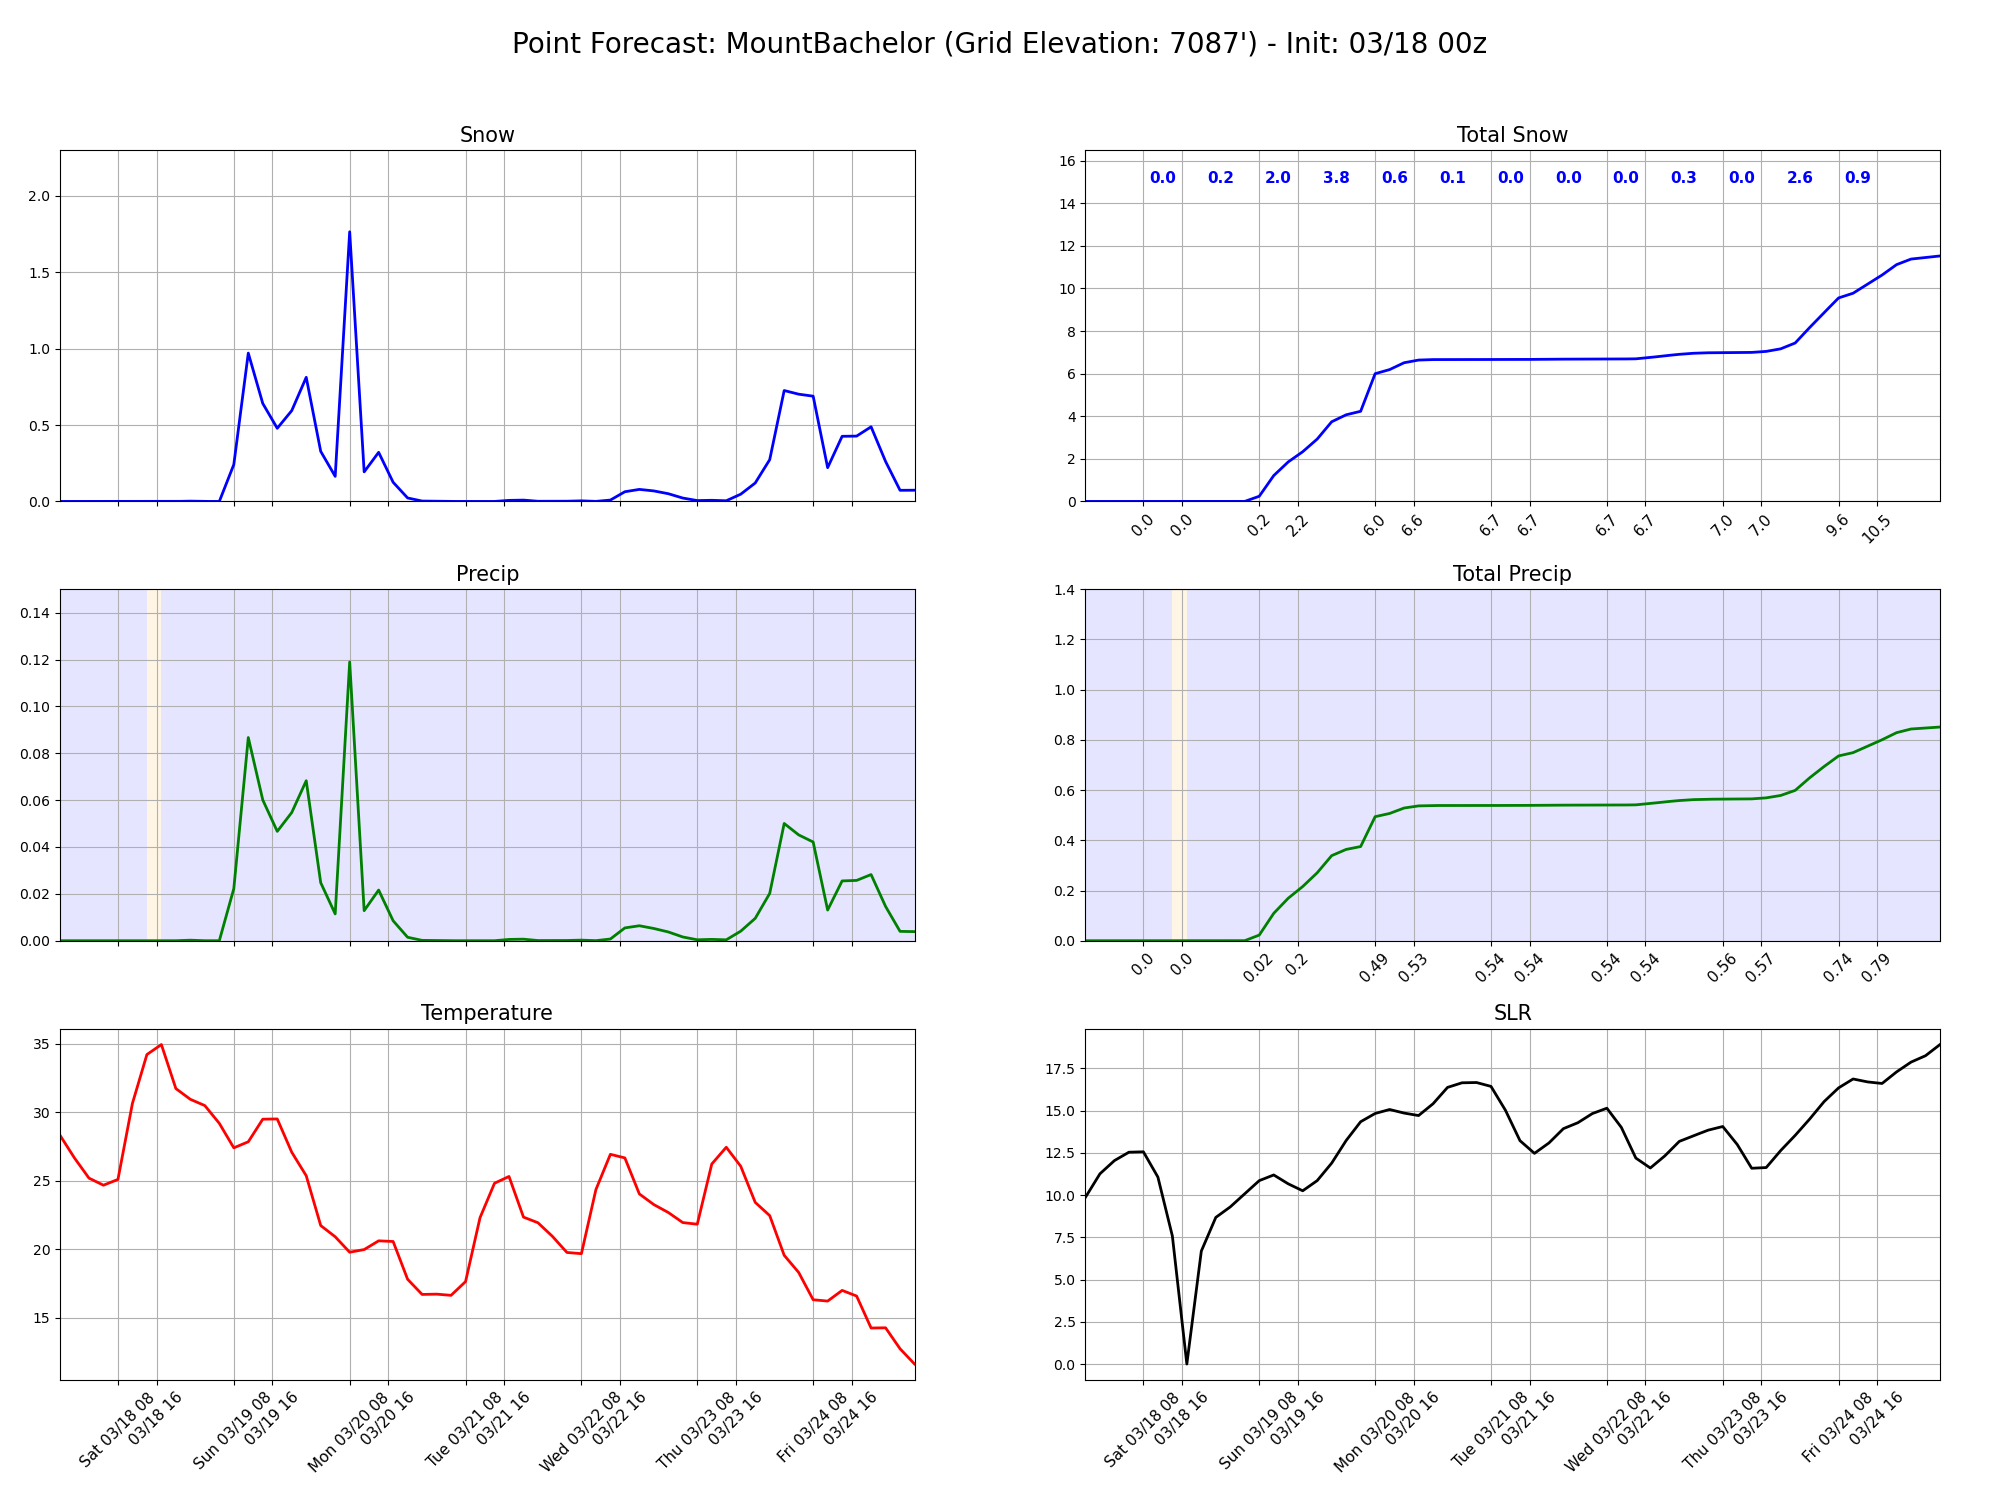 Point Forecast: MountBachelor (Grid Elevation: 7087') - Init: 03/18 00z
Snow
2.0
1.5
1.0
0.5
0.0
Total Snow
16
14
12
10
8
6
4
2
0
0.0 0.2 2.0 3.8 0.6 0.1 0.0 0.0 0.0 0.3 0.0 2.6 0.9
0.0 0.0 0.2 2.2 6.0 6.6 6.7 6.7 6.7 6.7 7.0 7.0 9.6 10.5
Precip
0.14
0.12
0.10
0.08
0.06
0.04
0.02
0.00
Total Precip
1.4
1.2
1.0
0.8
0.6
0.4
0.2
0.0
0.0 0.0 0.02 0.2 0.49 0.53 0.54 0.54 0.54 0.54 0.56 0.57 0.74 0.79
Temperature
35
30
25
20
15
Sat 03/18 08
03/18 16
Sun 03/19 08
03/19 16
Mon 03/20 08
03/20 16
Tue 03/21 08
03/21 16
Wed 03/22 08
03/22 16
Thu 03/23 08
03/23 16
Fri 03/24 08
03/24 16
SLR
17.5
15.0
12.5
10.0
7.5
5.0
2.5
0.0
Sat 03/18 08
03/18 16
Sun 03/19 08
03/19 16
Mon 03/20 08
03/20 16
Tue 03/21 08
03/21 16
Wed 03/22 08
03/22 16
Thu 03/23 08
03/23 16
Fri 03/24 08
03/24 16